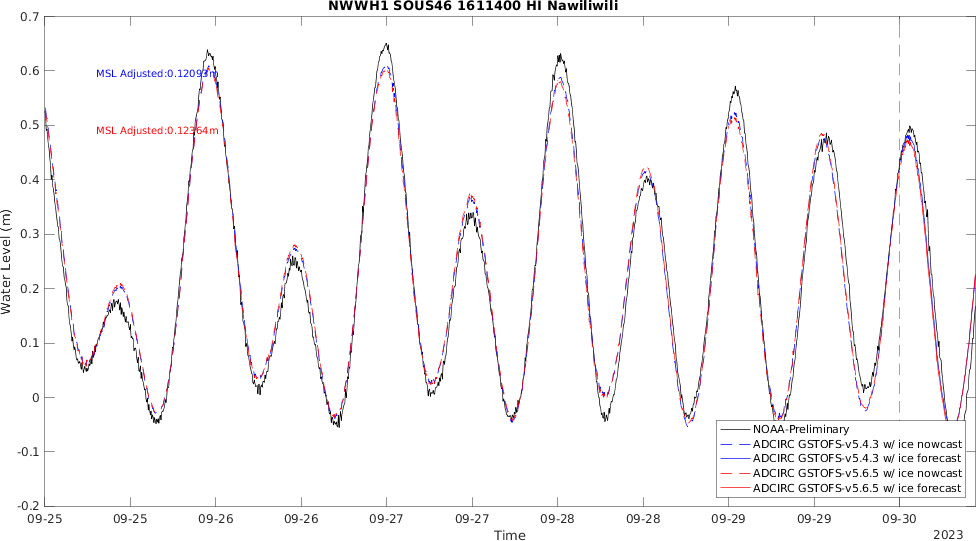 NWWH1 SOUS46 1611400 HI Nawiliwili
0.7
0.6
0.5
0.4
0.3
0.2
0.1
0
-0.1
-0.2
Water Level (m)
MSL Adjusted:0.12093m
MSL Adjusted:0.12364m
NOAA-Preliminary
ADCIRC GSTOFS-v5.4.3 w/ ice nowcast
ADCIRC GSTOFS-v5.4.3 w/ ice forecast
ADCIRC GSTOFS-v5.6.5 w/ ice nowcast
ADCIRC GSTOFS-v5.6.5 w/ ice forecast
09-25 09-25 09-26 09-26 09-27 09-27 09-28 09-28 09-29 09-29 09-30
Time
2023